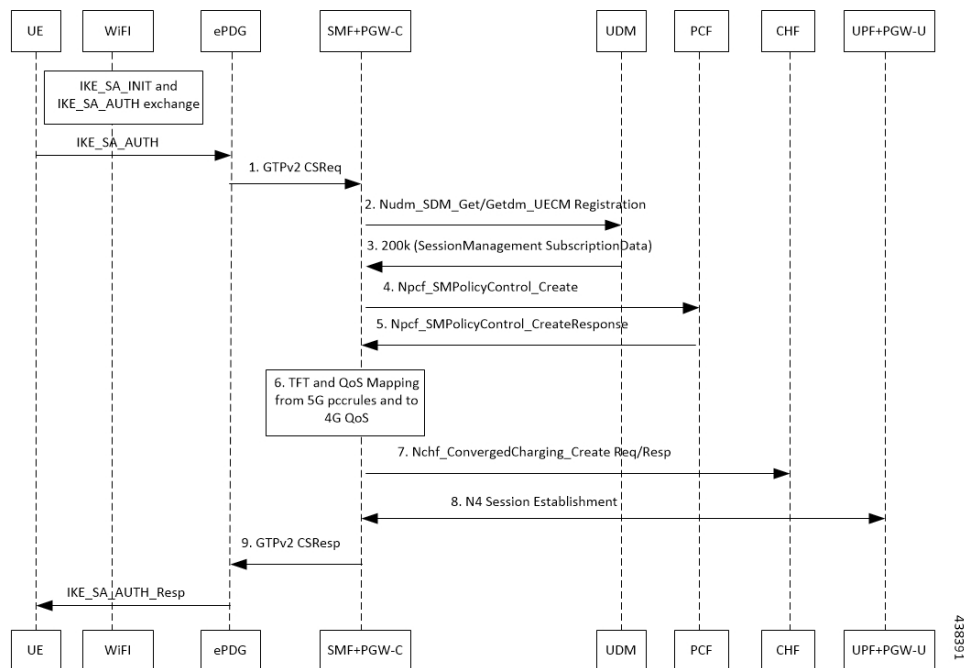 UE
WiFI
ePDG
SMF+PGW-C
UDM
PCF
CHF
UPF+PGW-U
IKE_SA_INIT and
IKE_SA_AUTH exchange
IKE_SA_AUTH
1. GTPv2 CSReq
2. Nudm_SDM_Get/Getdm_UECM Registration
3. 200k (SessionManagement SubscriptionData)
4. Npcf_SMPolicyControl_Create
5. Npcf_SMPolicyControl_CreateResponse
6. TFT and QoS Mapping
from 5G pccrules and to
4G QoS
7. Nchf_ConvergedCharging_Create Req/Resp
8. N4 Session Establishment
9. GTPv2 CSResp
IKE_SA_AUTH_Resp
UE
WiFI
ePDG
SMF+PGW-C
UDM
PCF
CHF
UPF+PGW-U
438391